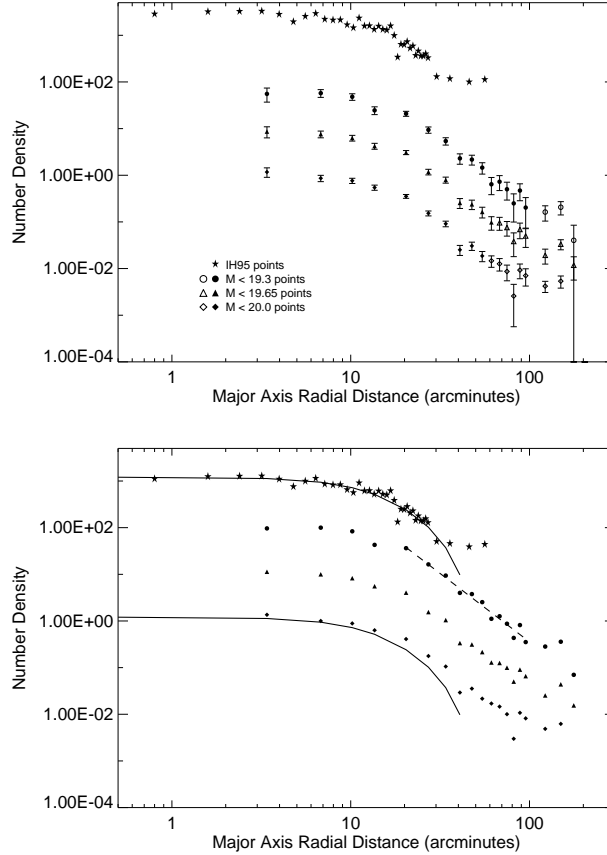 1.00E+02
1.00E+00
1.00E−02
1.00E−04
Number Density
IH95 points
M < 19.3 points
M < 19.65 points
M < 20.0 points
1 10 100
Major Axis Radial Distance (arcminutes)
1.00E+02
1.00E+00
1.00E−02
1.00E−04
Number Density
1 10 100
Major Axis Radial Distance (arcminutes)